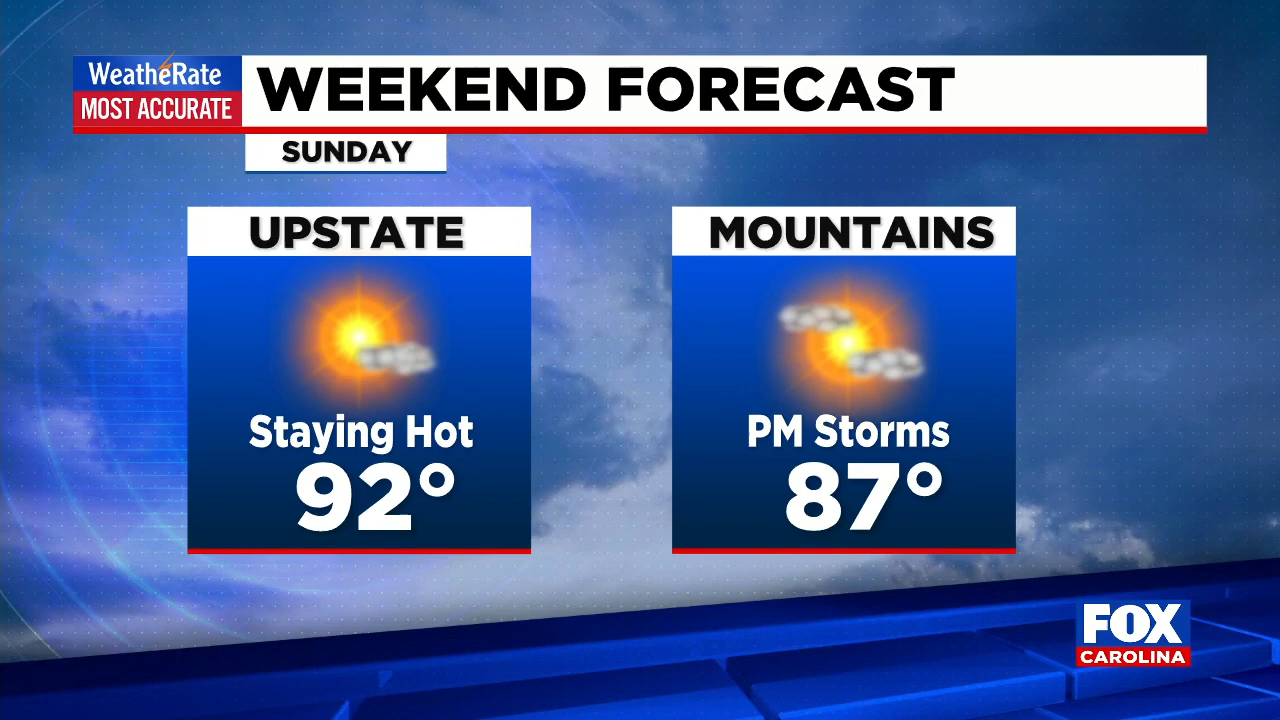 WeatheRate
MOST ACCURATE
WEEKEND FORECAST
SUNDAY
UPSTATE
Staying Hot
92°
MOUNTAINS
PM Storms
87°
FOX
CAROLINA